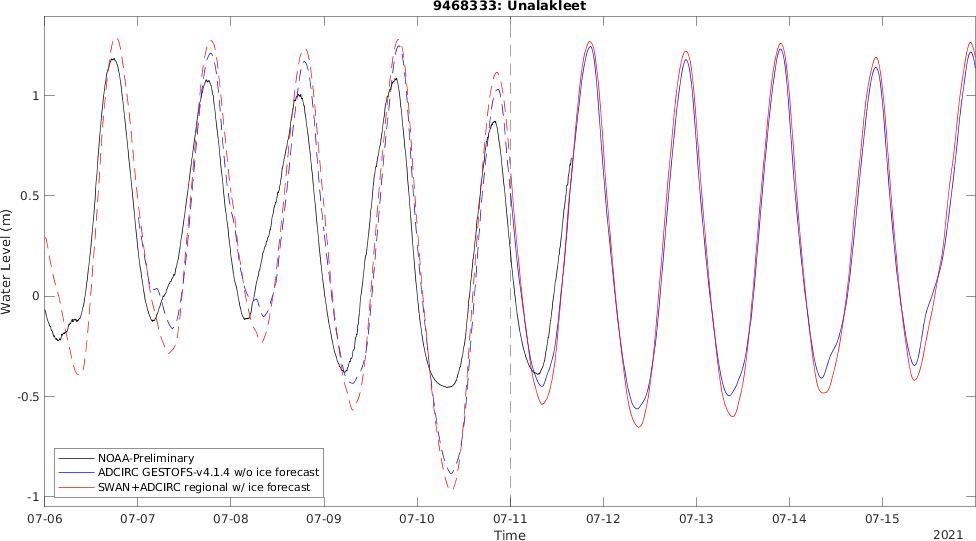 9468333: Unalakleet
Water Level (m)
1
0.5
0
-0.5
-1
NOAA-Preliminary
ADCIRC GESTOFS-v4.1.4 w/o ice forecast
SWAN+ADCIRC regional w/ ice forecast
07-06 07-07 07-08 07-09 07-10 07-11 07-12 07-13 07-14 07-15
Time
2021